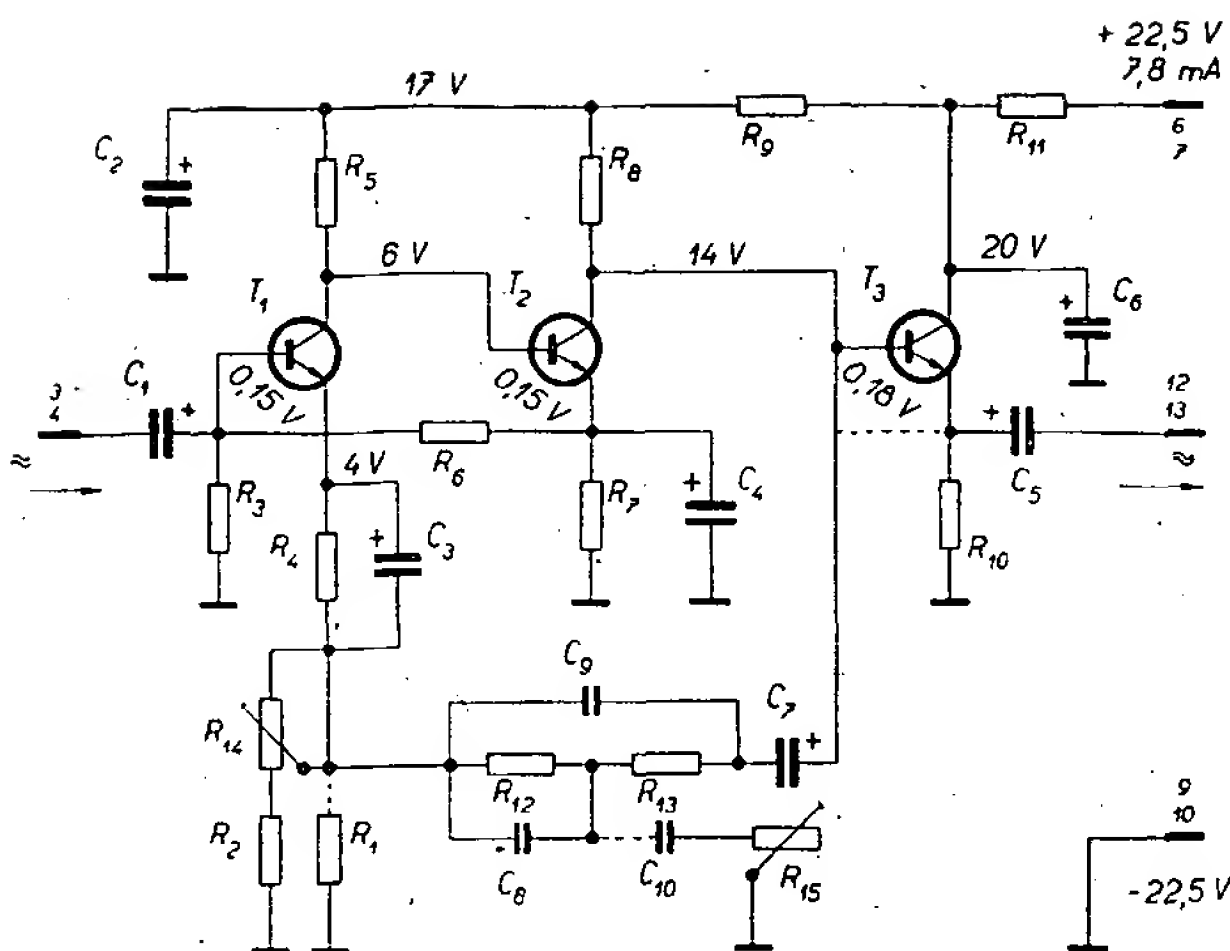 + 22,5 V
7,8 mA
17 V
6
7
R9
R11
C2
+
R5
R8
6 V
14 V
20 V
T1
T2
T3
+
C6
0,15 V
0,15 V
0,18 V
3
4
C1
+
12
13
+
≈
R6
≈
4 V
C5
R3
R4
+
C3
R7
+
C4
R10
C9
C7
+
R14
R12
R13
9
10
R2
R1
C8
C10
R15
-22,5 V